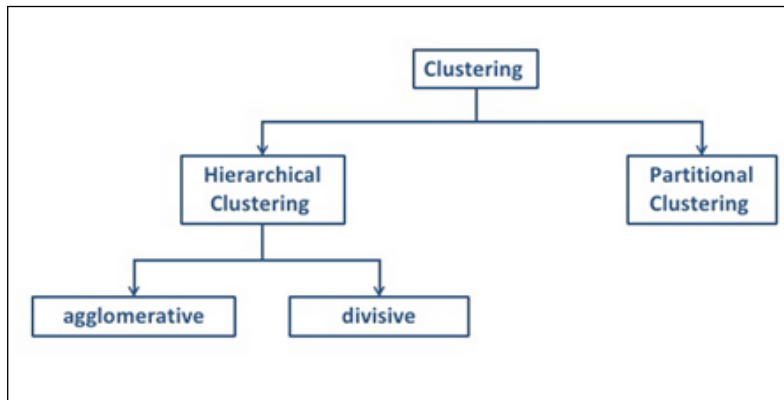 Clustering
Hierarchical
Clustering
Partitional
Clustering
agglomerative
divisive